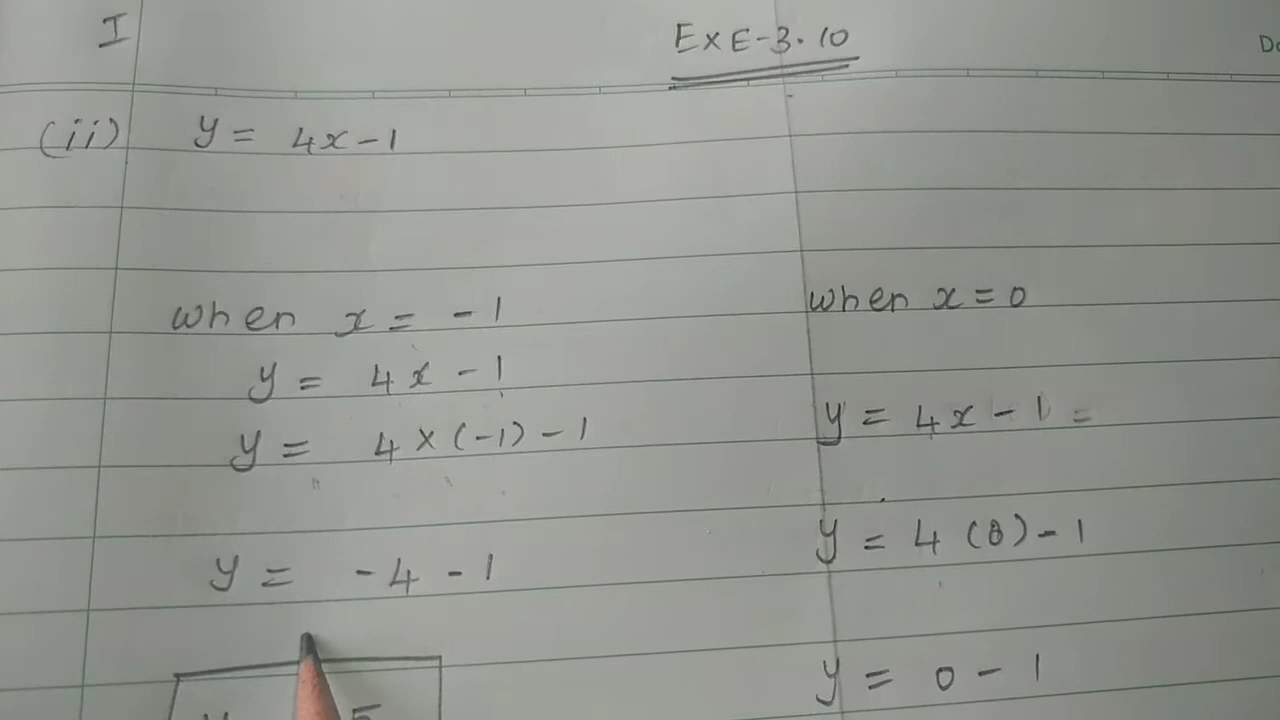 I
EXE-3.10
(ii) y = 4x - 1
when x = -1
y = 4x - 1
y = 4 × (-1) - 1
y = -4 - 1
when x = 0
y = 4x - 1 =
y = 4 (0) - 1
y = 0 - 1